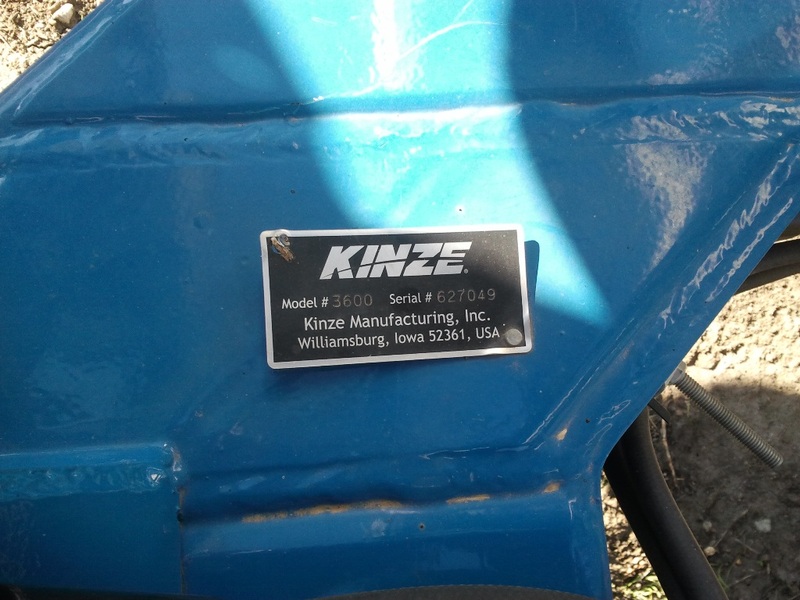 KINZE®
Model # 3600 Serial # 627049
Kinze Manufacturing, Inc.
Williamsburg, Iowa 52361, USA